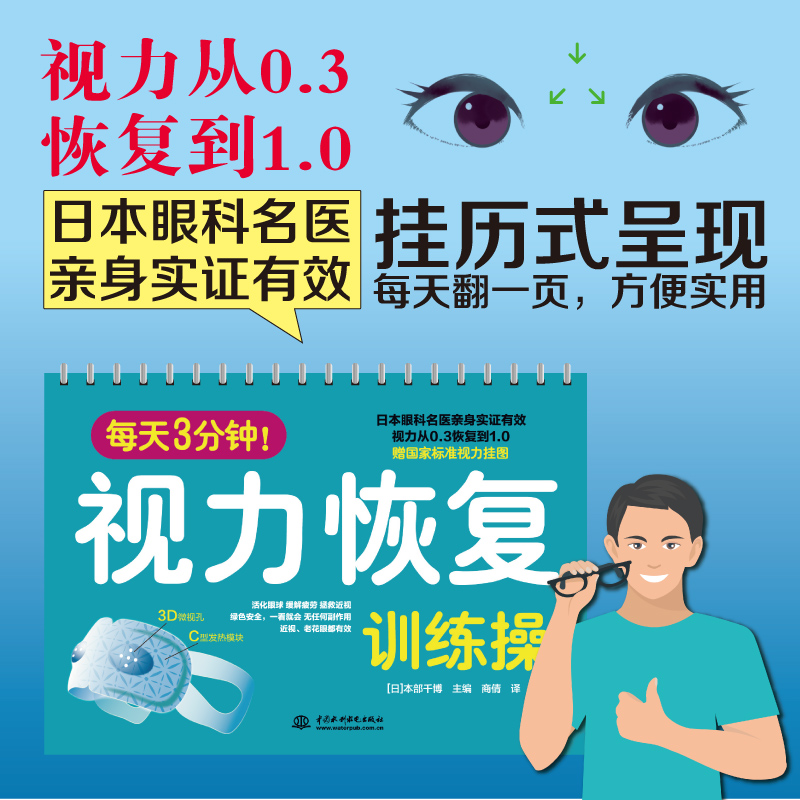 视力从0.3
恢复到1.0
日本眼科名医
亲身实证有效
挂历式呈现
每天翻一页，方便实用
每天3分钟！
日本眼科名医亲身实证有效
视力从0.3恢复到1.0
赠国家标准视力挂图
视力恢复
活化眼球 缓解疲劳 拯救近视
绿色安全，一看就会 无任何副作用
近视、老花眼都有效
3D微视孔
C型发热模块
训练操
[日]本部千博 主编 商倩 译
中国水利水电出版社
www.waterpub.com.cn